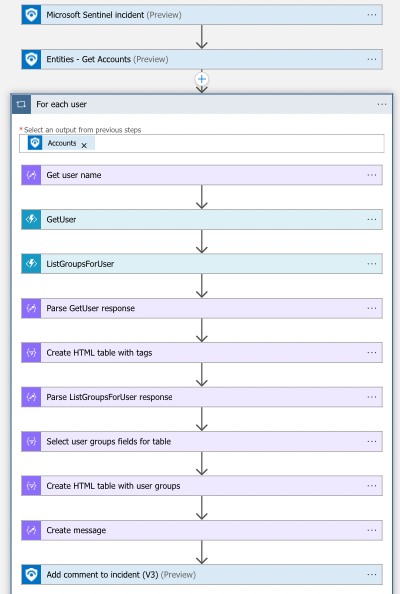 Microsoft Sentinel incident (Preview)
Entities - Get Accounts (Preview)
For each user
* Select an output from previous steps
Accounts x
Get user name
GetUser
ListGroupsForUser
Parse GetUser response
Create HTML table with tags
Parse ListGroupsForUser response
Select user groups fields for table
Create HTML table with user groups
Create message
Add comment to incident (V3) (Preview)